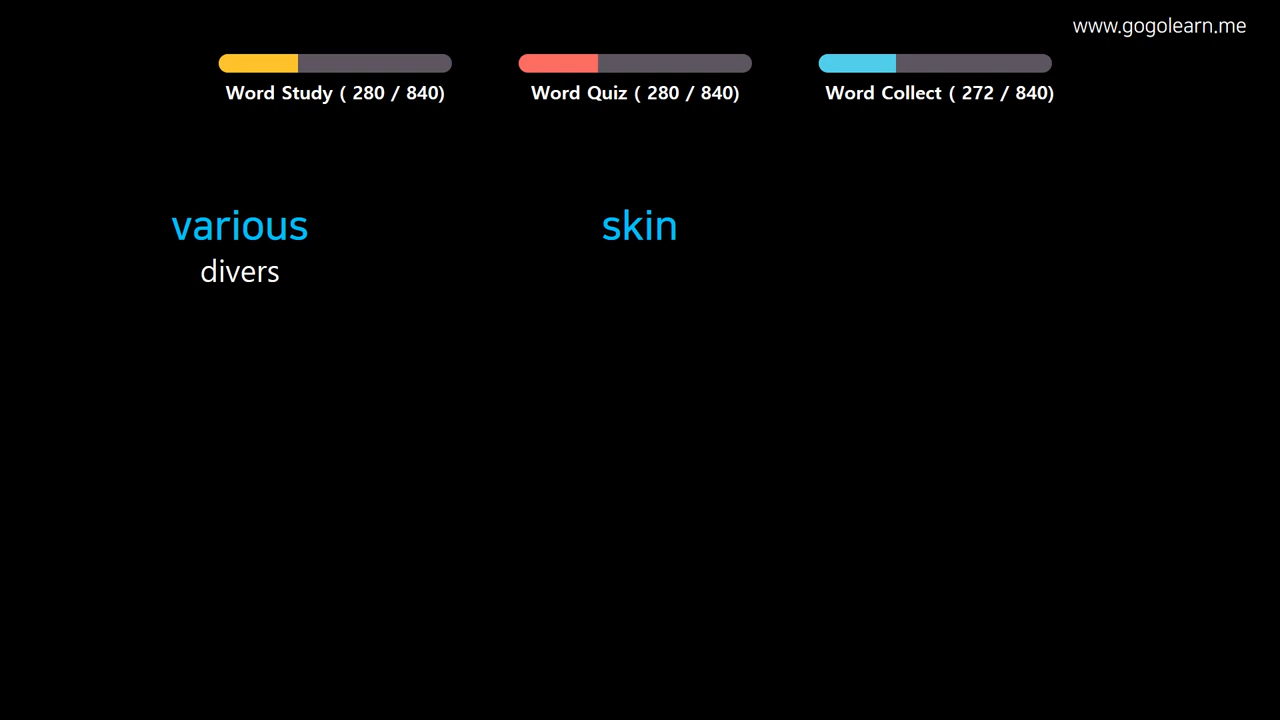 www.gogolearn.me
Word Study ( 280 / 840)
Word Quiz ( 280 / 840)
Word Collect ( 272 / 840)
various
divers
skin